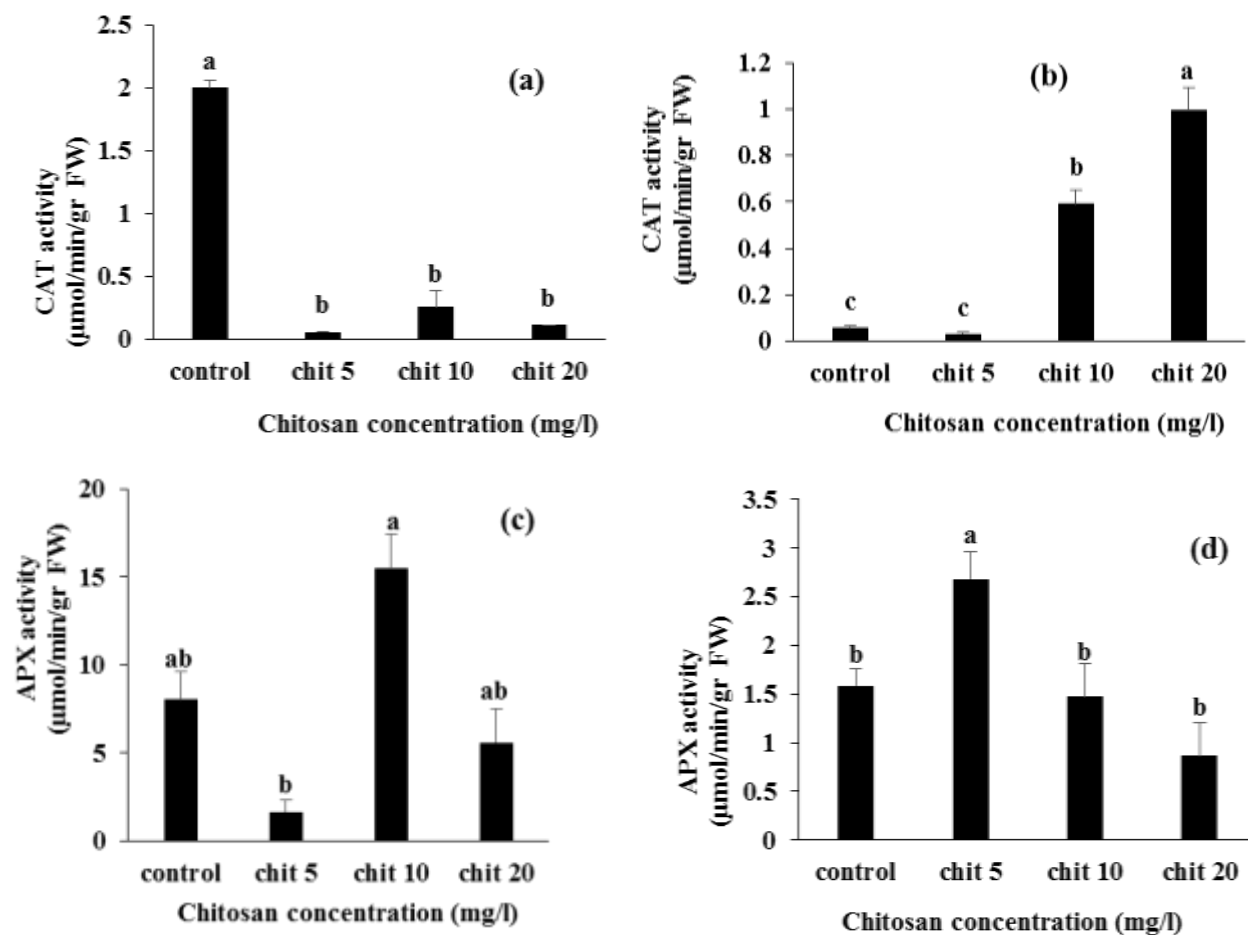 2.5
2
1.5
1
0.5
0
CAT activity
(µmol/min/gr FW)
a
b
b
b
(a)
control chit 5 chit 10 chit 20
Chitosan concentration (mg/l)
1.2
1
0.8
0.6
0.4
0.2
0
CAT activity
(µmol/min/gr FW)
c
c
b
a
(b)
control chit 5 chit 10 chit 20
Chitosan concentration (mg/l)
20
15
10
5
0
APX activity
(µmol/min/gr FW)
ab
b
a
ab
(c)
control chit 5 chit 10 chit 20
Chitosan concentration (mg/l)
3.5
3
2.5
2
1.5
1
0.5
0
APX activity
(µmol/min/gr FW)
b
a
b
b
(d)
control chit 5 chit 10 chit 20
Chitosan concentration (mg/l)